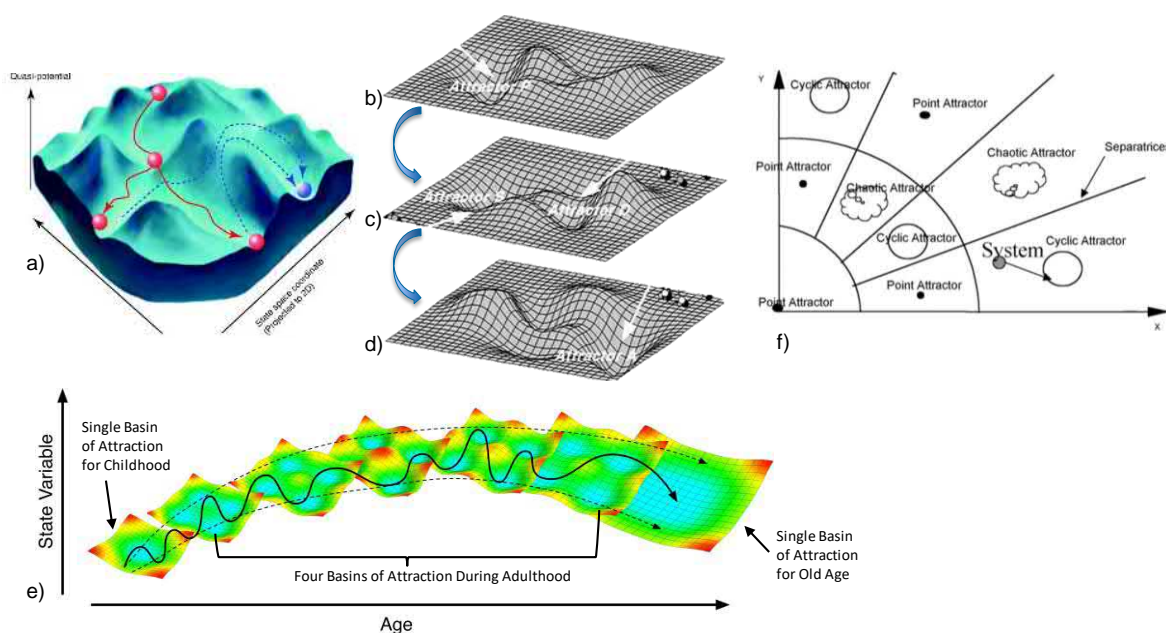 Quasi-potential
State space coordinate
(Projected to 2D)
a)
b)
Attractor P
c)
Attractor
d)
Attractor A
Y
Cyclic Attractor
Point Attractor
Chaotic Attractor
Separatrices
Point Attractor
Chaotic Attractor
Cyclic Attractor
System
Cyclic Attractor
Point Attractor
Point Attractor
X
f)
State Variable
Single Basin
of Attraction
for Childhood
Four Basins of Attraction During Adulthood
Single Basin
of Attraction
for Old Age
e)
Age